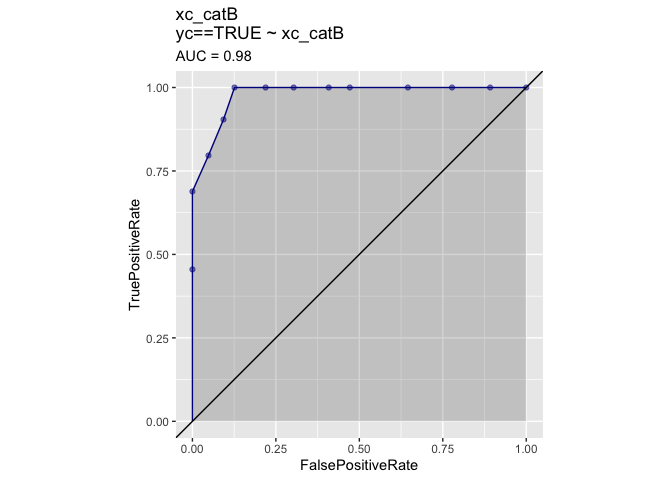 xc_catB
yc==TRUE ~ xc_catB
AUC = 0.98
1.00
0.75
0.50
0.25
0.00
TruePositiveRate
0.00 0.25 0.50 0.75 1.00
FalsePositiveRate